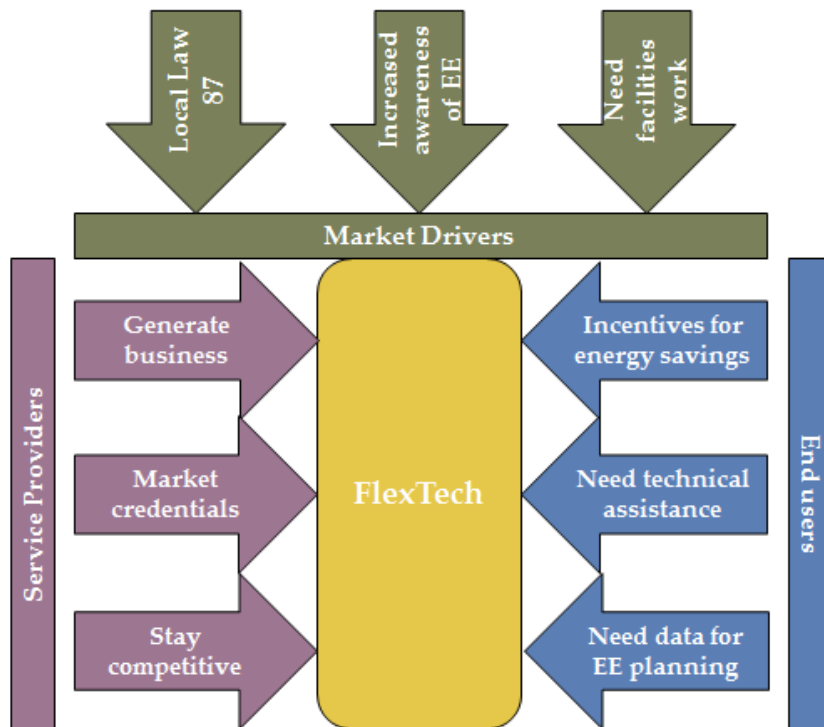 Local Law
87
Increased
awareness
of EE
Need
facilities
work
Market Drivers
Service Providers
Generate
business
Market
credentials
Stay
competitive
FlexTech
Incentives for
energy savings
Need technical
assistance
Need data for
EE planning
End users